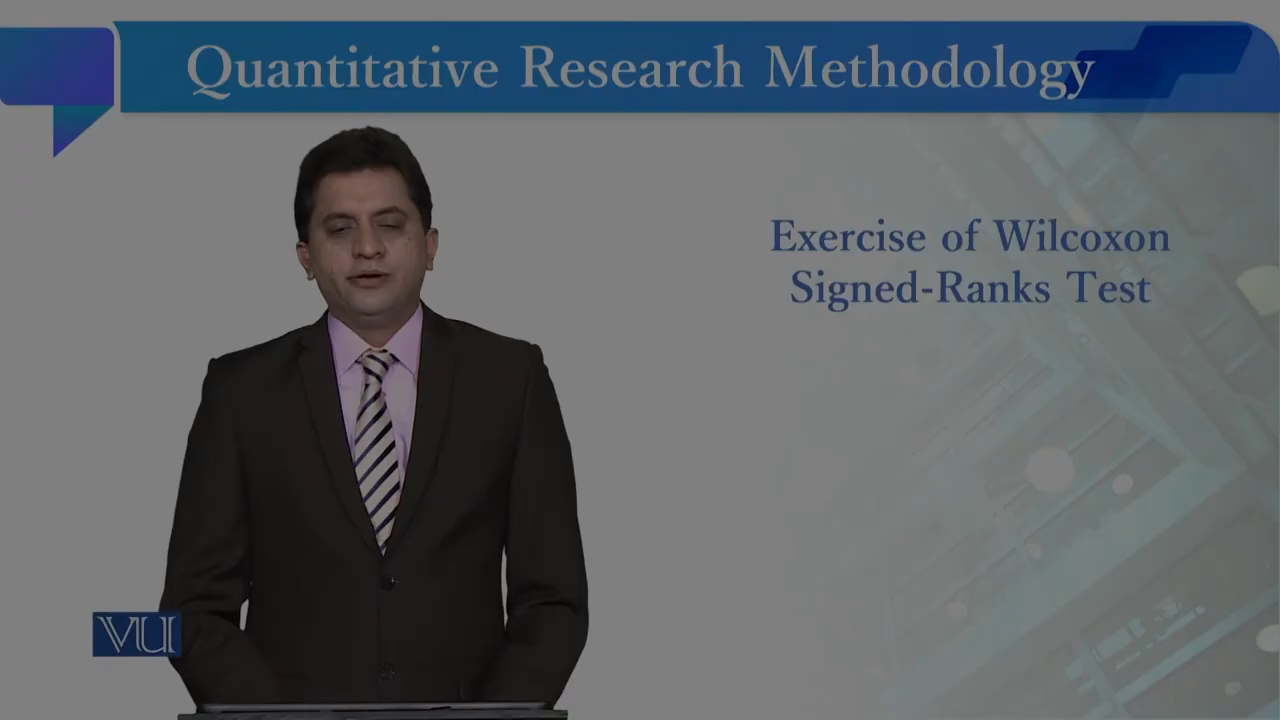 Quantitative Research Methodology
Exercise of Wilcoxon
Signed-Ranks Test
VU